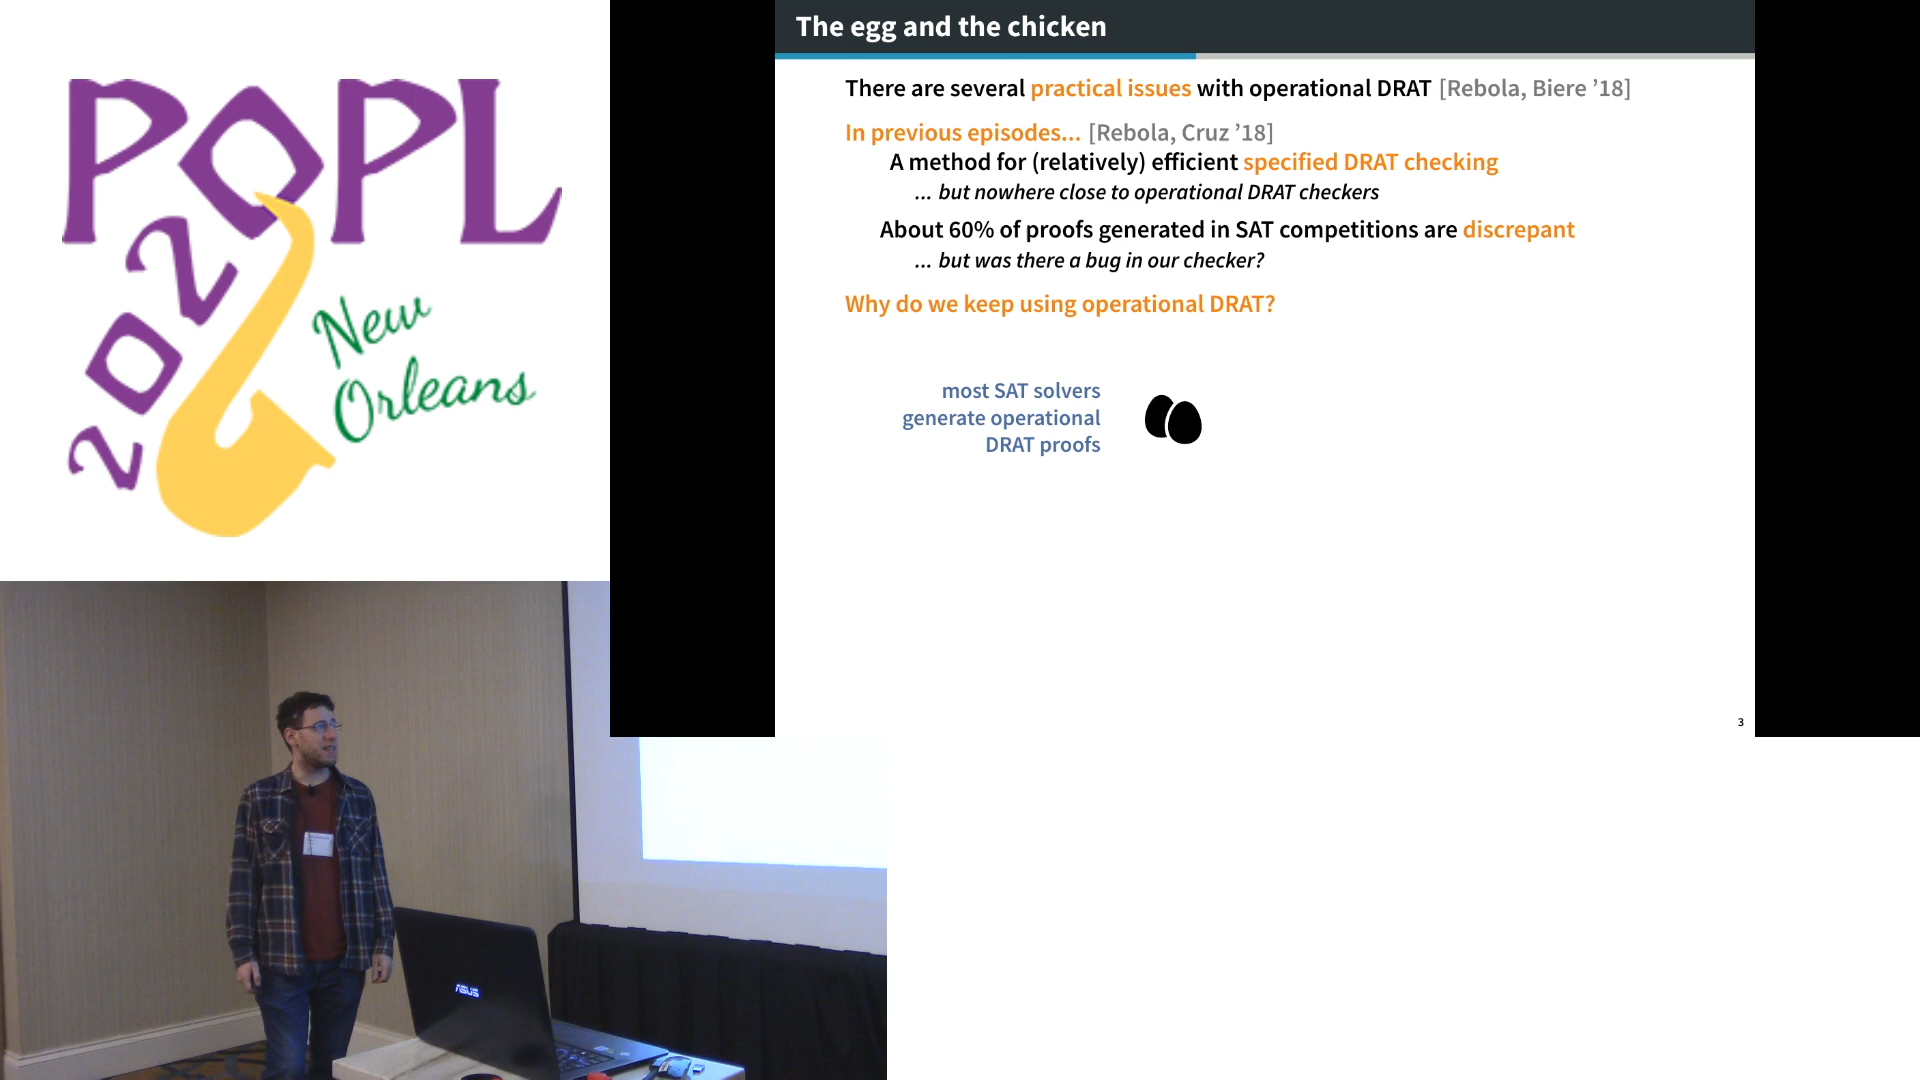 POPL
2020
New
Orleans
The egg and the chicken
There are several practical issues with operational DRAT [Rebola, Biere ’18]
In previous episodes... [Rebola, Cruz ’18]
A method for (relatively) efficient specified DRAT checking
... but nowhere close to operational DRAT checkers
About 60% of proofs generated in SAT competitions are discrepant
... but was there a bug in our checker?
Why do we keep using operational DRAT?
most SAT solvers
generate operational
DRAT proofs
3
ASUS